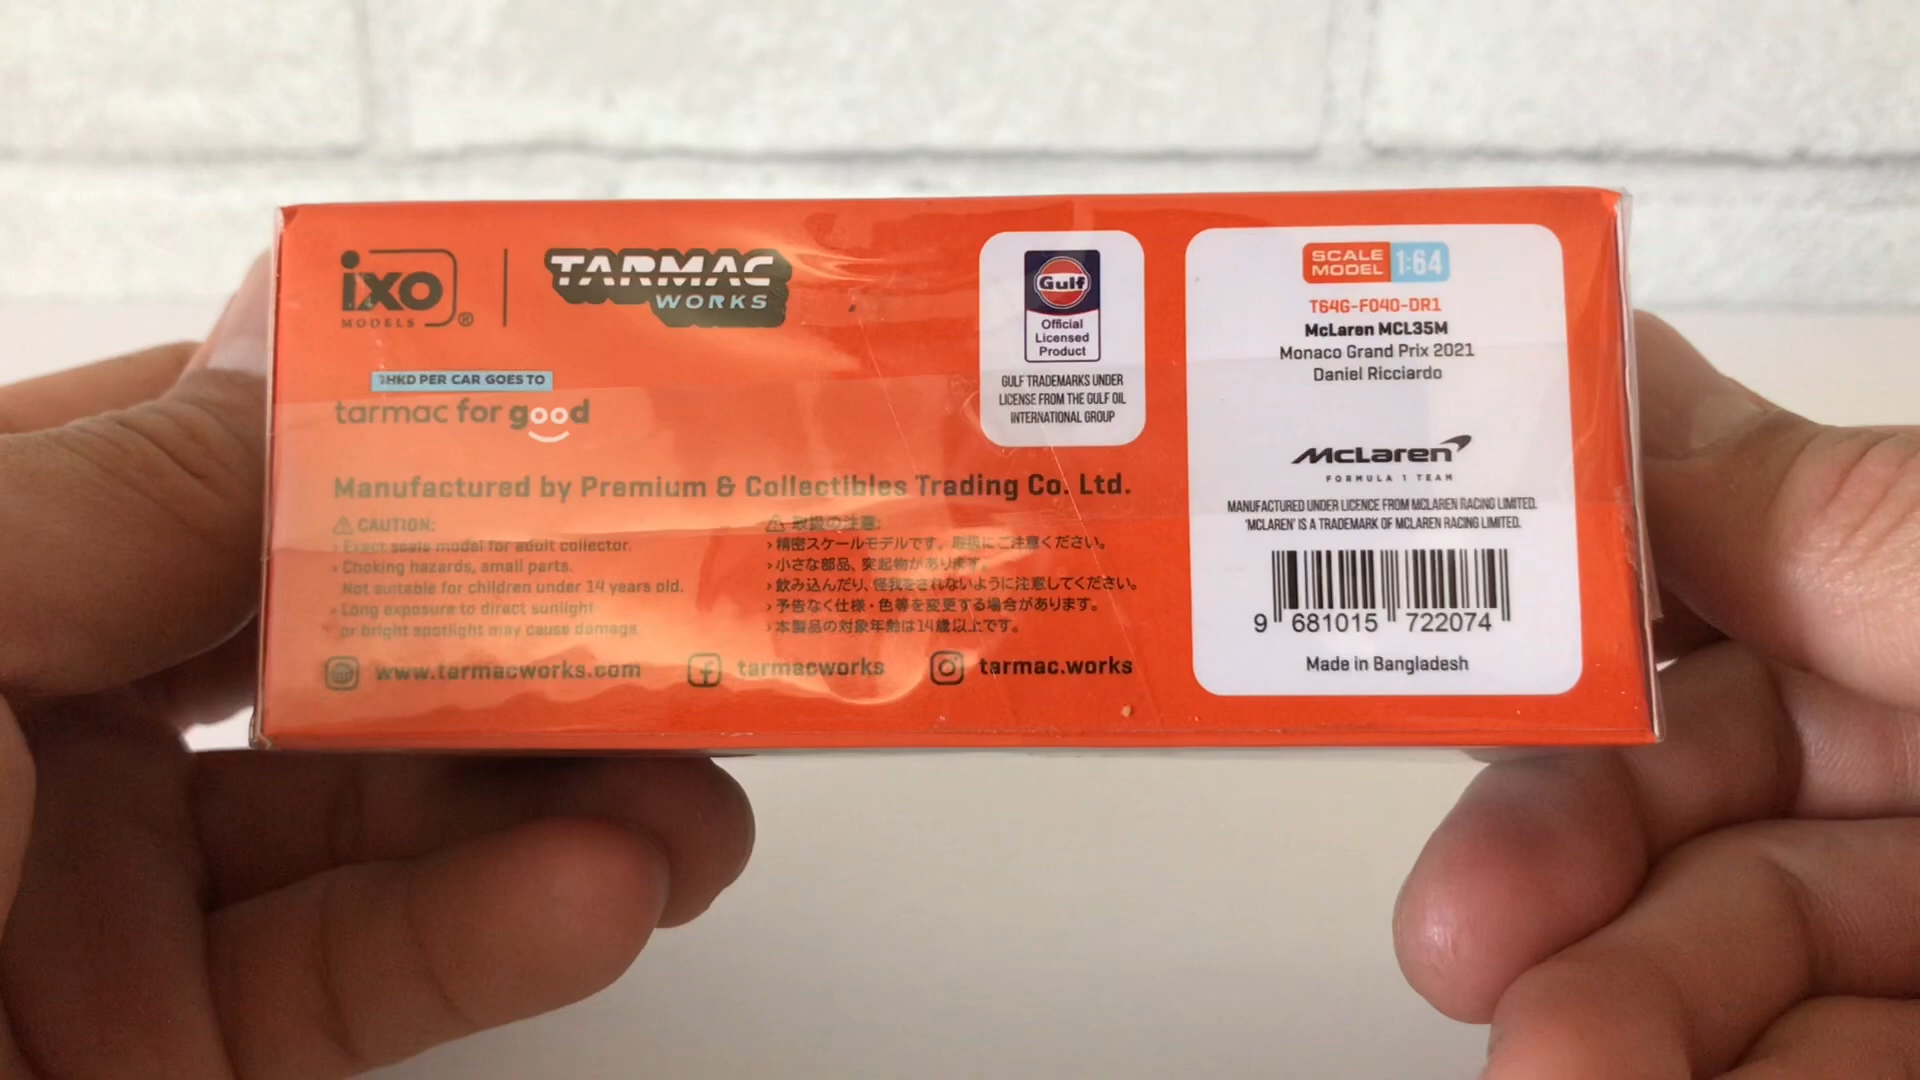 ixo
MODELS ®
TARMAC
WORKS
1HKD PER CAR GOES TO
tarmac for good
Manufactured by Premium & Collectibles Trading Co. Ltd.
CAUTION:
› Exact scale model for adult collector.
› Choking hazards, small parts.
Not suitable for children under 14 years old.
› Long exposure to direct sunlight
or bright spotlight may cause damage.
取扱の注意:
›精密スケールモデルです。取扱にご注意ください。
›小さな部品、突起物があります。
›飲み込んだり、怪我をされないように注意してください。
›予告なく仕様・色等を変更する場合があります。
›本製品の対象年齢は14歳以上です。
www.tarmacworks.com
tarmacworks
tarmac.works
Gulf
Official
Licensed
Product
GULF TRADEMARKS UNDER
LICENSE FROM THE GULF OIL
INTERNATIONAL GROUP
SCALE
MODEL
1:64
T64G-F040-DR1
McLaren MCL35M
Monaco Grand Prix 2021
Daniel Ricciardo
McLaren
FORMULA 1 TEAM
MANUFACTURED UNDER LICENCE FROM MCLAREN RACING LIMITED.
'MCLAREN' IS A TRADEMARK OF MCLAREN RACING LIMITED.
9 681015 722074
Made in Bangladesh